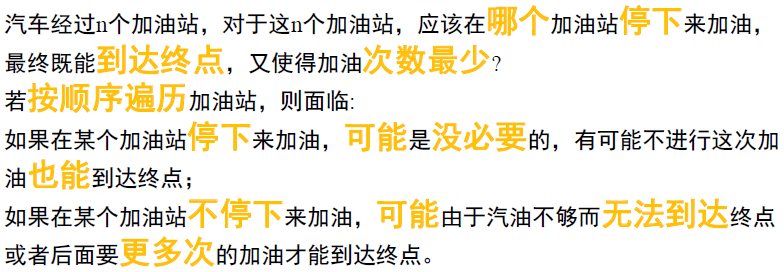 汽车经过n个加油站，对于这n个加油站，应该在哪个加油站停下来加油，
最终既能到达终点，又使得加油次数最少?
若按顺序遍历加油站，则面临:
如果在某个加油站停下来加油，可能是没必要的，有可能不进行这次加
油也能到达终点；
如果在某个加油站不停下来加油，可能由于汽油不够而无法到达终点
或者后面要更多次的加油才能到达终点。